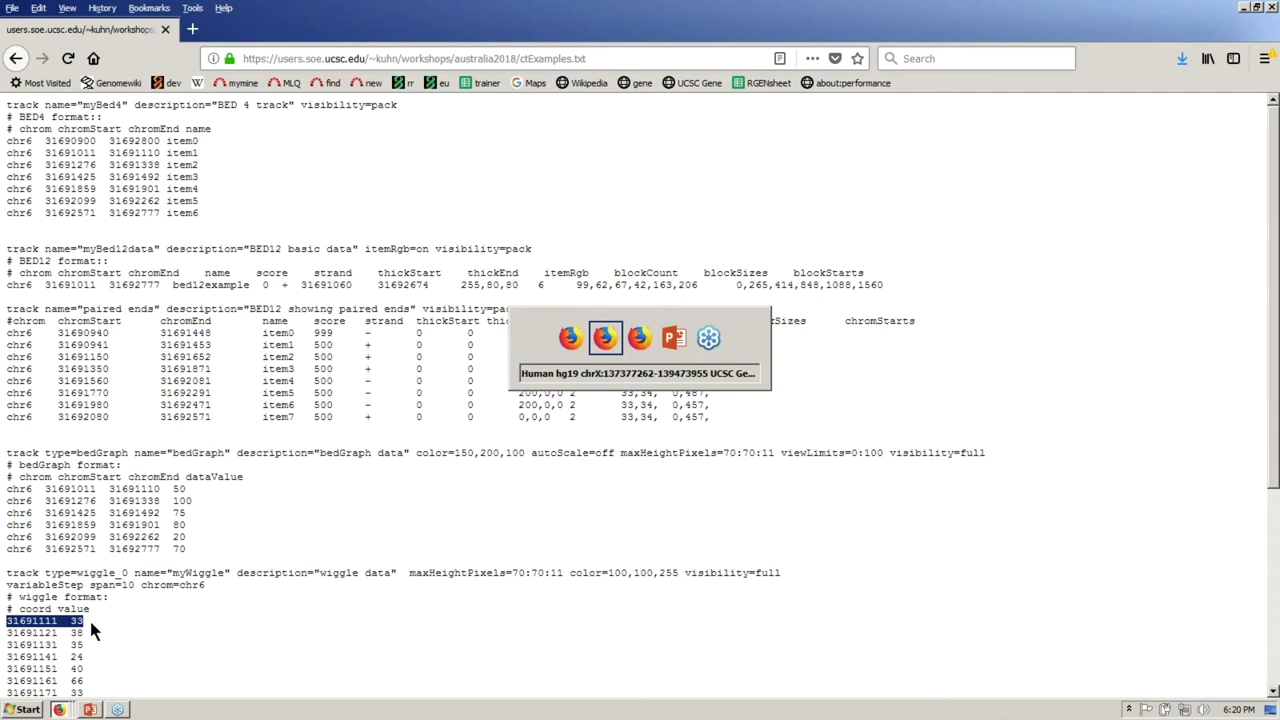 File Edit View History Bookmarks Tools Help
users.soe.ucsc.edu/~kuhn/workshops
https://users.soe.ucsc.edu/~kuhn/workshops/australia2018/ctExamples.txt
Search
Most Visited Genomewiki dev W mymine MLQ find new rr eu trainer Maps Wikipedia gene UCSC Gene RGENsheet about:performance
track name="myBed4" description="BED 4 track" visibility=pack
# BED4 format::
# chrom chromStart chromEnd name
chr6 31690900 31692800 item0
chr6 31691011 31691110 item1
chr6 31691276 31691338 item2
chr6 31691425 31691492 item3
chr6 31691859 31691901 item4
chr6 31692099 31692262 item5
chr6 31692571 31692777 item6
track name="myBed12data" description="BED12 basic data" itemRgb=on visibility=pack
# BED12 format::
# chrom chromStart chromEnd name score strand thickStart thickEnd itemRgb blockCount blockSizes blockStarts
chr6 31691011 31692777 bed12example 0 + 31691060 31692674 255,80,80 6 99,62,67,42,163,206 0,265,414,848,1088,1560
track name="paired ends" description="BED12 showing paired ends" visibility=pac
#chrom chromStart chromEnd name score strand thickStart thic Sizes chromStarts
chr6 31690940 31691448 item0 999 - 0 0
chr6 31690941 31691453 item1 500 + 0 0
chr6 31691150 31691652 item2 500 + 0 0
chr6 31691350 31691871 item3 500 + 0 0
chr6 31691560 31692081 item4 500 - 0 0
chr6 31691770 31692291 item5 500 - 0 0 200,0,0 2 33,34, 0,487,
chr6 31691980 31692471 item6 500 - 0 0 200,0,0 2 33,34, 0,457,
chr6 31692080 31692571 item7 500 + 0 0 0,0,0 2 33,34, 0,457,
Human hg19 chrX:137377262-139473955 UCSC Ge...
track type=bedGraph name="bedGraph" description="bedGraph data" color=150,200,100 autoScale=off maxHeightPixels=70:70:11 viewLimits=0:100 visibility=full
# bedGraph format:
# chrom chromStart chromEnd dataValue
chr6 31691011 31691110 50
chr6 31691276 31691338 100
chr6 31691425 31691492 75
chr6 31691859 31691901 80
chr6 31692099 31692262 20
chr6 31692571 31692777 70
track type=wiggle_0 name="myWiggle" description="wiggle data" maxHeightPixels=70:70:11 color=100,100,255 visibility=full
variableStep span=10 chrom=chr6
# wiggle format:
# coord value
31691111 33
31691121 38
31691131 35
31691141 24
31691151 40
31691161 66
31691171 33
Start
6:20 PM